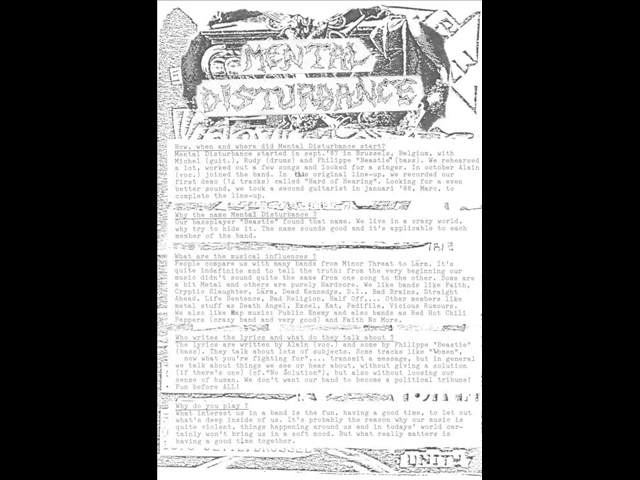 MENTAL
DISTURBANCE
How, when and where did Mental Disturbance start?
Mental Disturbance started in sept.'87 in Brussels, Belgium, with
Michel (guit.), Rudy (drums) and Philippe "Beastie" (bass). We rehearsed
a lot, worked out a few songs and looked for a singer. In october Alain
(voc.) joined the band. In this original line-up, we recorded our
first demo (14 tracks) called "Hard of Hearing". Looking for a even
better sound, we took a second guitarist in januari '88, Marc, to
complete the line-up.
Why the name Mental Disturbance ?
Our bassplayer "Beastie" found that name. We live in a crazy world,
why try to hide it. The name sounds good and it's applicable to each
member of the band.
What are the musical influences ?
People compare us with many bands from Minor Threat to Lärm. It's
quite indefinite and to tell the truth: from the very beginning our
music didn't sound quite the same from one song to the other. Some are
a bit Metal and others are purely Hardcore. We like bands like Faith,
Cryptic Slaughter, Lärm, Dead Kennedys, D.I., Bad Brains, Straight
Ahead, Life Sentence, Bad Religion, Half Off,... Other members like
metal stuff as Death Angel, Excel, Kat, Pedifils, Vicious Rumours.
We also like Rap music: Public Enemy and also bands as Red Hot Chili
Peppers (crazy band and very good) and Faith No More.
Who writes the lyrics and what do they talk about ?
The lyrics are written by Alain (voc.) and some by Philippe "Beastie"
(bass). They talk about lots of subjects. Some tracks like "Women",
now what you're fighting for",... transmit a message, but in general
we talk about things we see or hear about, without giving a solution
(if there's one) (cf."No Solution"), but also without loosing our
sense of human. We don't want our band to become a political tribune!
Fun before ALL!
Why do you play ?
What interest us in a band is the fun, having a good time, to let out
what's deep inside of us. It's probably the reason why our music is
quite violent, things happening around us and in todays' world cer-
tainly won't bring us in a soft mood. But what really matters is
having a good time together.
UNITY